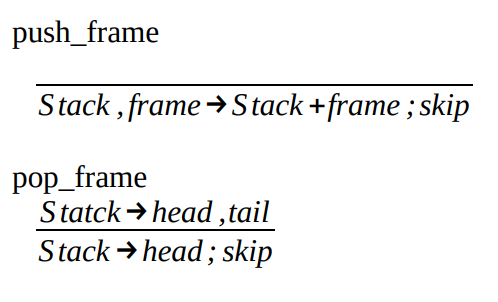 push_frame
Stack ,frame→Stack+frame ;skip
pop_frame
Statck→head ,tail
Stack→head ; skip